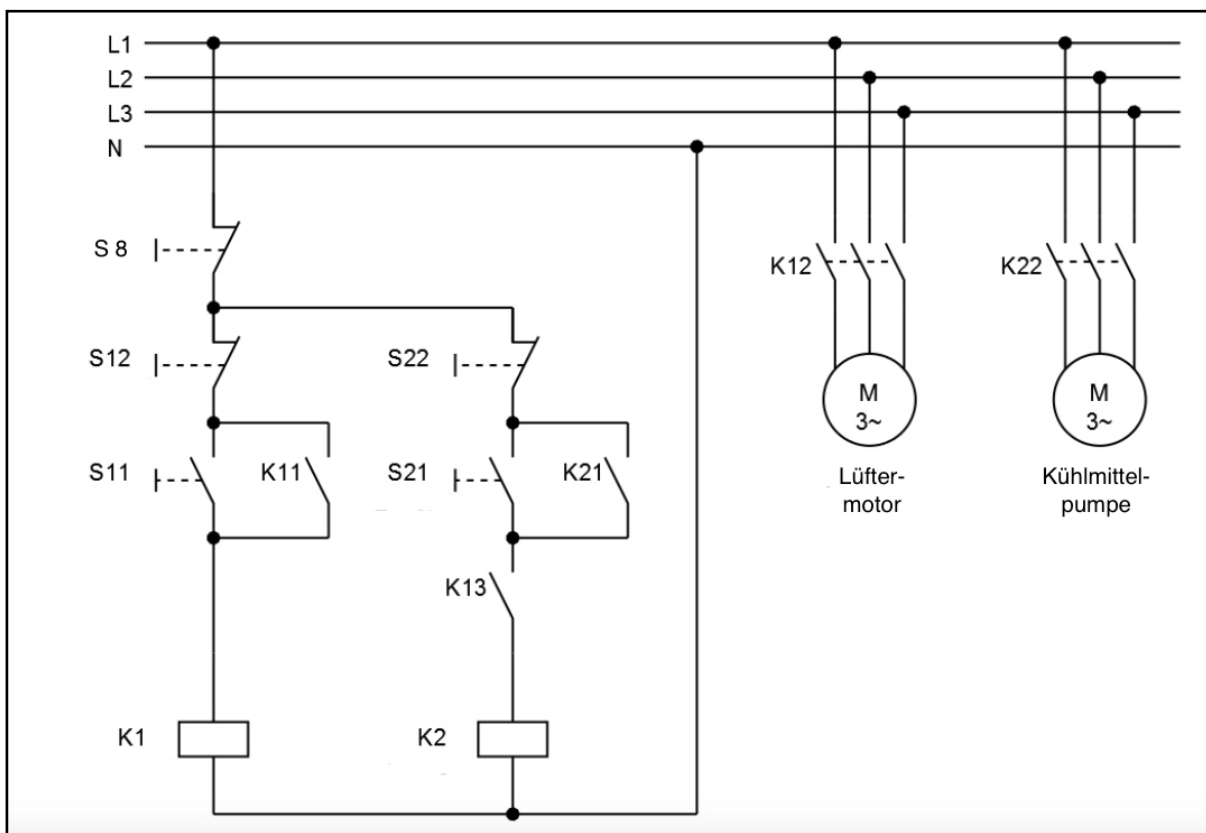 L1
L2
L3
N
S 8
K12
K22
S12
S22
M
3~
M
3~
S11
K11
S21
K21
Lüfter-
motor
Kühlmittel-
pumpe
K13
K1
K2